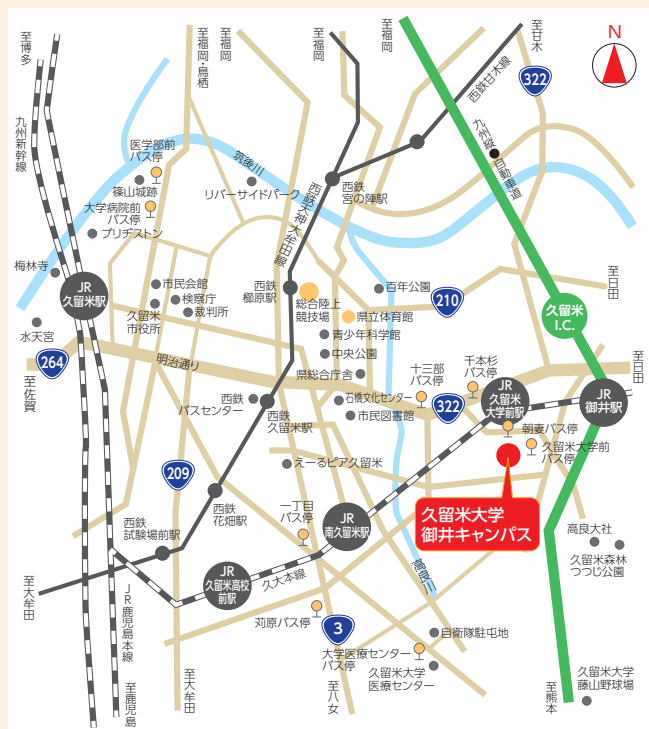 至博多
至福岡
至福岡・鳥栖
至福岡
至福岡
至福岡
至甘木
N
322
西鉄甘木線
九州新幹線
九州縦自動車道
医学部前
バス停
篠山城跡
大学病院前
バス停
ブリヂストン
筑後川
リバーサイドパーク
西鉄天神大牟田線
西鉄
宮の陣駅
梅林寺
JR
久留米駅
水天宮
市民会館
検察庁
裁判所
久留米
市役所
西鉄
櫛原駅
総合陸上
競技場
百年公園
県立体育館
210
至日田
青少年科学館
中央公園
県総合庁舎
久留米
I.C.
264
至佐賀
明治通り
十三部
バス停
千本杉
バス停
至日田
西鉄
バスセンター
西鉄
久留米駅
石橋文化センター
市民図書館
322
JR
久留米
大学前駅
JR
御井駅
朝妻バス停
久留米大学前
バス停
えーるピア久留米
209
西鉄
花畑駅
西鉄
試験場前駅
一丁目
バス停
JR
南久留米駅
久留米大学
御井キャンパス
高良大社
久留米森林
つつじ公園
至大牟田
JR
久留米高校
前駅
久大本線
高良川
JR鹿児島本線
苅原バス停
3
自衛隊駐屯地
大学医療センター
バス停
久留米大学
医療センター
至鹿児島
至大牟田
至八女
至熊本
久留米大学
藤山野球場